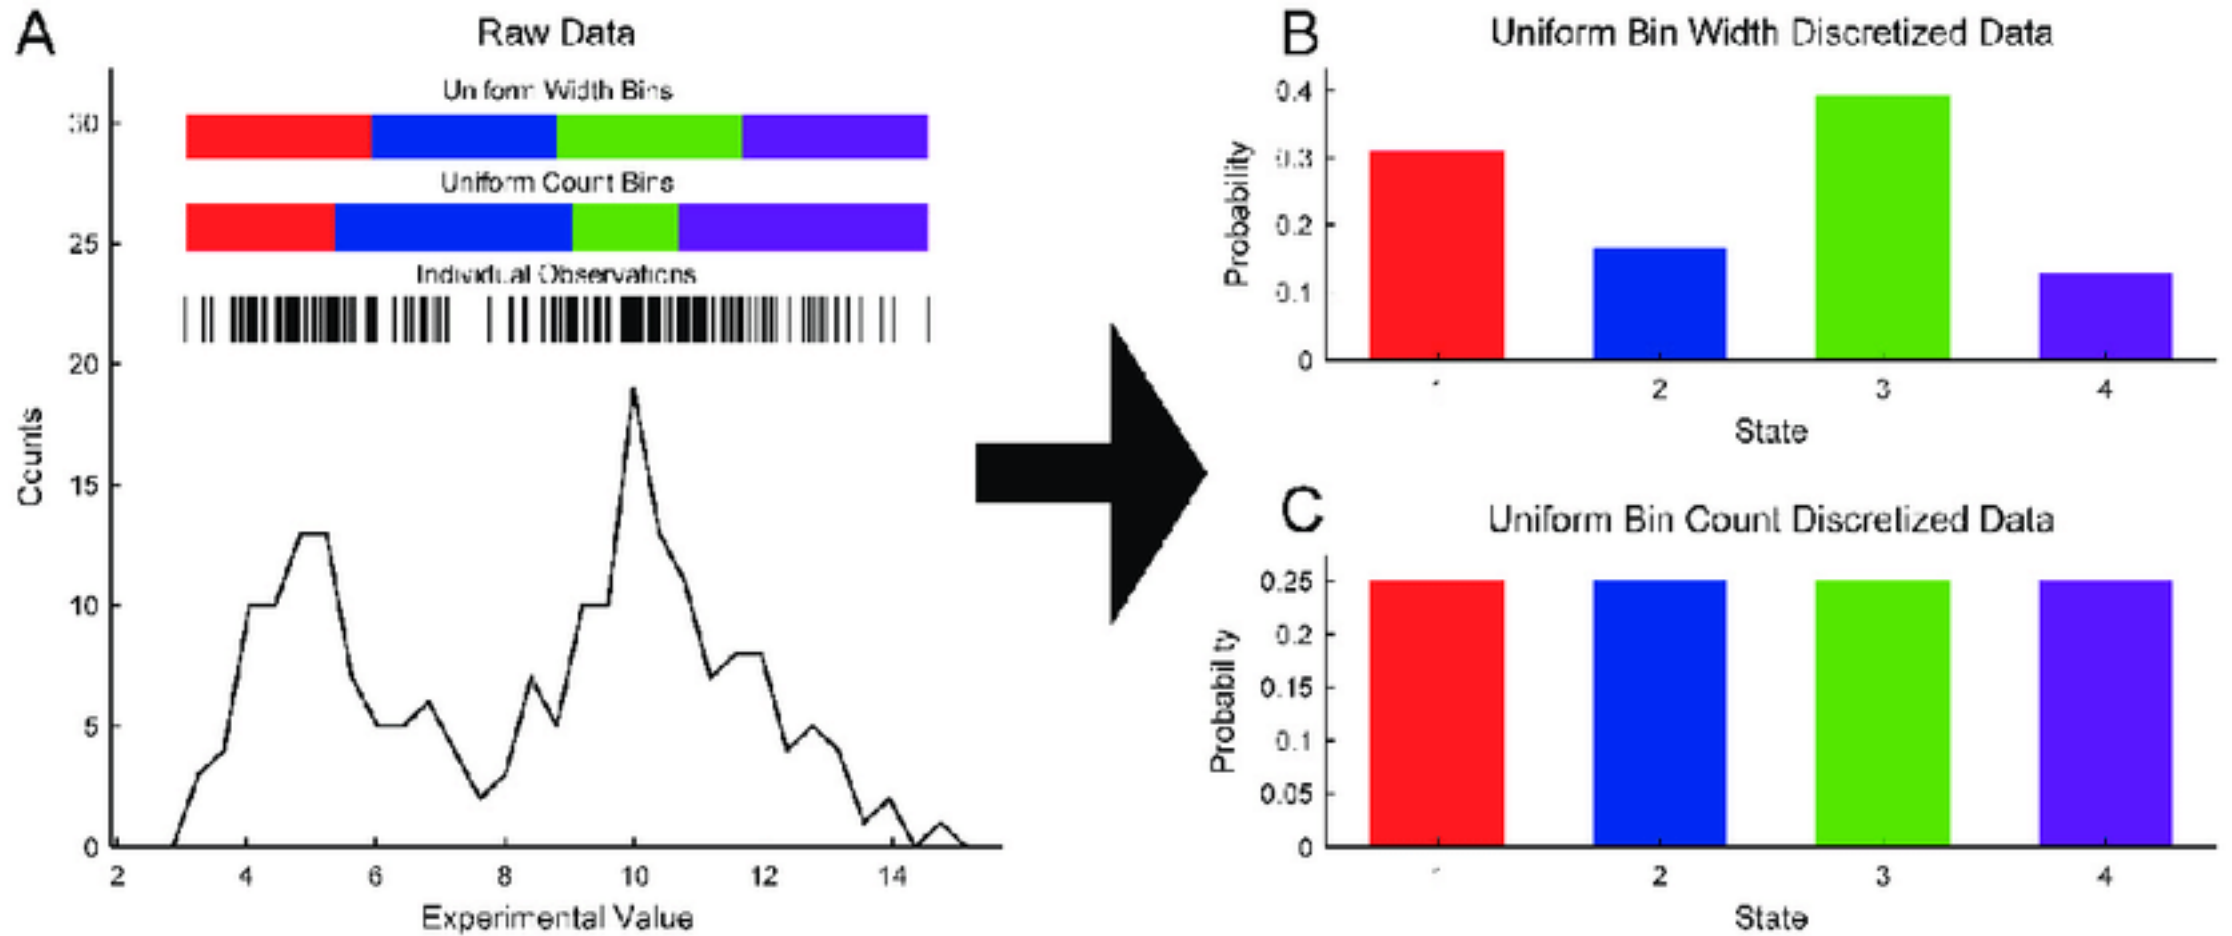 A
Raw Data
Uniform Width Bins
Uniform Count Bins
Individual Observations
30
25
20
15
10
5
0
Counts
2 4 6 8 10 12 14
Experimental Value
B
Uniform Bin Width Discretized Data
0.4
0.3
0.2
0.1
0
Probability
2 3 4
State
C
Uniform Bin Count Discretized Data
0.25
0.2
0.15
0.1
0.05
0
Probability
2 3 4
State